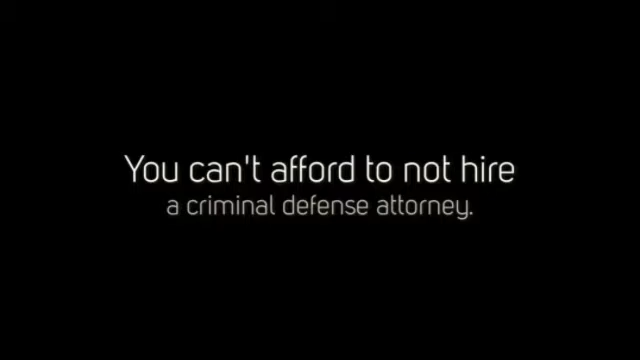 You can't afford to not hire
a criminal defense attorney.